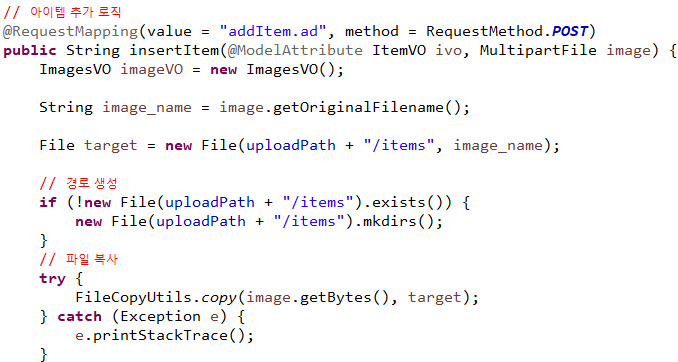 // 아이템 추가 로직
@RequestMapping(value = "addItem.ad", method = RequestMethod.POST)
public String insertItem(@ModelAttribute ItemVO ivo, MultipartFile image) {
    ImagesVO imageVO = new ImagesVO();

    String image_name = image.getOriginalFilename();

    File target = new File(uploadPath + "/items", image_name);

    // 경로 생성
    if (!new File(uploadPath + "/items").exists()) {
        new File(uploadPath + "/items").mkdirs();
    }
    // 파일 복사
    try {
        FileCopyUtils.copy(image.getBytes(), target);
    } catch (Exception e) {
        e.printStackTrace();
    }